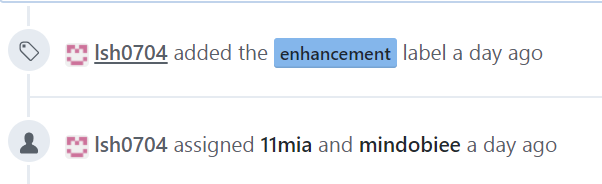 lsh0704 added the enhancement label a day ago
lsh0704 assigned 11mia and mindobiee a day ago